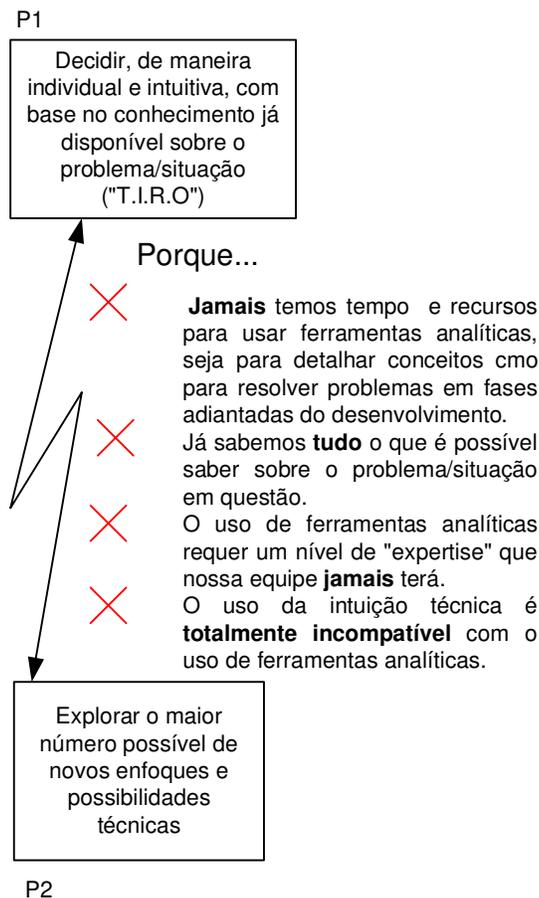 P1
Decidir, de maneira
individual e intuitiva, com
base no conhecimento já
disponível sobre o
problema/situação
("T.I.R.O")
Porque...
Jamais temos tempo e recursos
para usar ferramentas analíticas,
seja para detalhar conceitos cmo
para resolver problemas em fases
adiantadas do desenvolvimento.
Já sabemos tudo o que é possível
saber sobre o problema/situação
em questão.
O uso de ferramentas analíticas
requer um nível de "expertise" que
nossa equipe jamais terá.
O uso da intuição técnica é
totalmente incompatível com o
uso de ferramentas analíticas.
Explorar o maior
número possível de
novos enfoques e
possibilidades
técnicas
P2